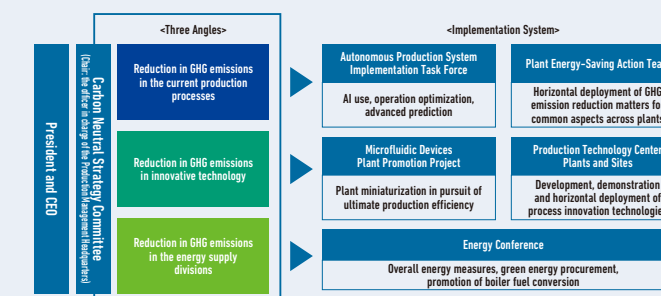 <Three Angles>
<Implementation System>
President and CEO
Carbon Neutral Strategy Committee
(Chair: the officer in charge of the Production Management Headquarters)
Reduction in GHG emissions
in the current production
processes
Autonomous Production System
Implementation Task Force
AI use, operation optimization,
advanced prediction
Plant Energy-Saving Action Tea
Horizontal deployment of GHG
emission reduction matters fo
common aspects across plants
Reduction in GHG emissions
in innovative technology
Microfluidic Devices
Plant Promotion Project
Plant miniaturization in pursuit of
ultimate production efficiency
Production Technology Center
Plants and Sites
Development, demonstration
and horizontal deployment of
process innovation technologie
Reduction in GHG emissions
in the energy supply
divisions
Energy Conference
Overall energy measures, green energy procurement,
promotion of boiler fuel conversion